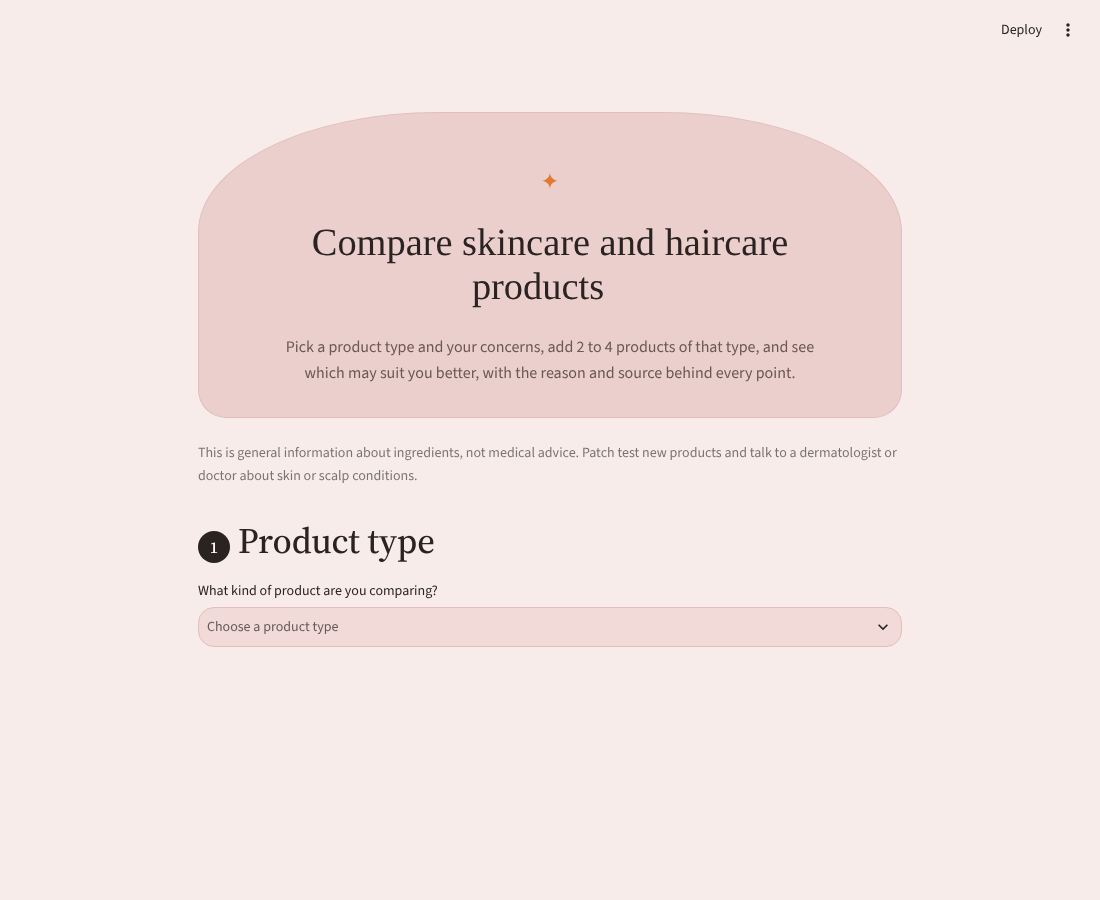 Deploy
Compare skincare and haircare
products
Pick a product type and your concerns, add 2 to 4 products of that type, and see
which may suit you better, with the reason and source behind every point.
This is general information about ingredients, not medical advice. Patch test new products and talk to a dermatologist or
doctor about skin or scalp conditions.
1 Product type
What kind of product are you comparing?
Choose a product type